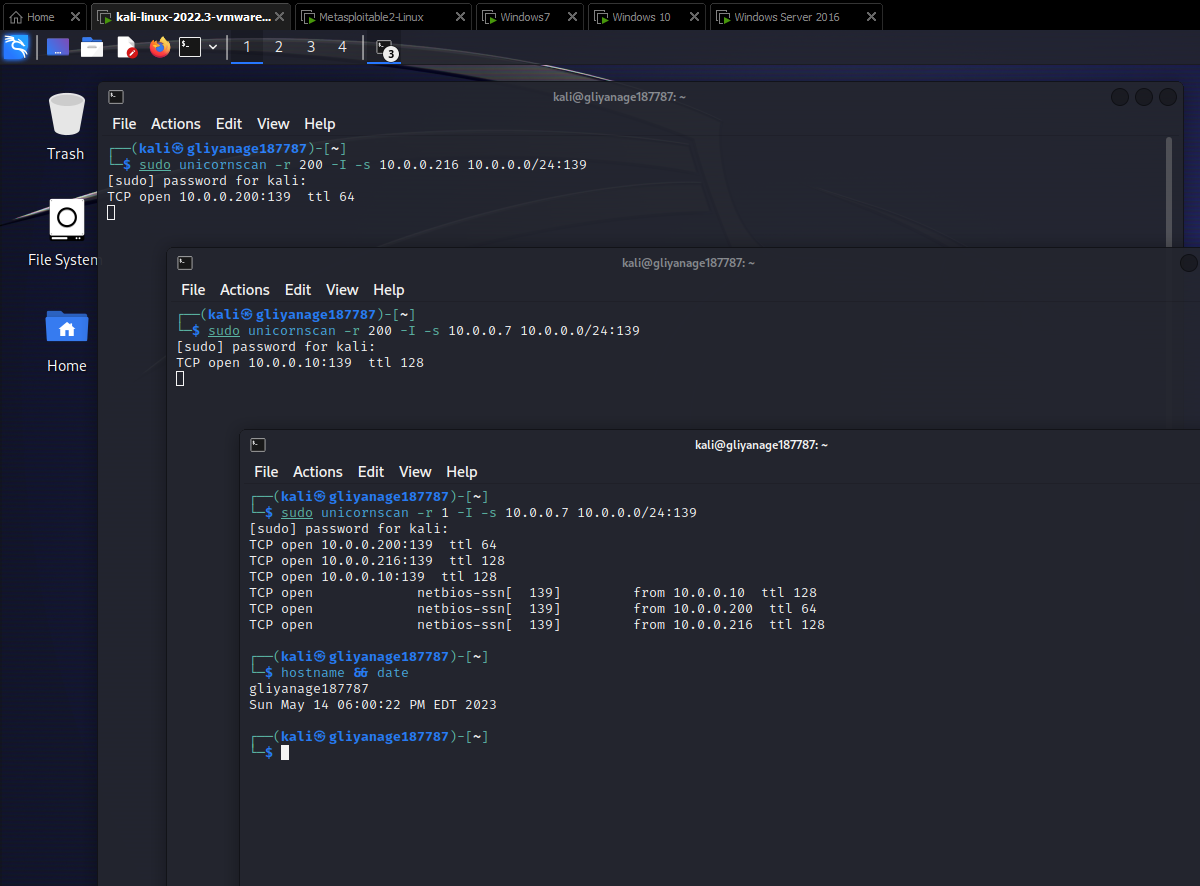 Home
kali-linux-2022.3-vmware...
Metasploitable2-Linux
Windows7
Windows 10
Windows Server 2016
1 2 3 4 3
Trash
File System
Home
kali@gliyanage187787: ~
File Actions Edit View Help
┌──(kali㉿gliyanage187787)-[~]
└─$ sudo unicornscan -r 200 -I -s 10.0.0.216 10.0.0.0/24:139
[sudo] password for kali:
TCP open 10.0.0.200:139  ttl 64
kali@gliyanage187787: ~
File Actions Edit View Help
┌──(kali㉿gliyanage187787)-[~]
└─$ sudo unicornscan -r 200 -I -s 10.0.0.7 10.0.0.0/24:139
[sudo] password for kali:
TCP open 10.0.0.10:139  ttl 128
kali@gliyanage187787: ~
File Actions Edit View Help
┌──(kali㉿gliyanage187787)-[~]
└─$ sudo unicornscan -r 1 -I -s 10.0.0.7 10.0.0.0/24:139
[sudo] password for kali:
TCP open 10.0.0.200:139  ttl 64
TCP open 10.0.0.216:139  ttl 128
TCP open 10.0.0.10:139  ttl 128
TCP open             netbios-ssn[  139]         from 10.0.0.10  ttl 128
TCP open             netbios-ssn[  139]         from 10.0.0.200  ttl 64
TCP open             netbios-ssn[  139]         from 10.0.0.216  ttl 128
┌──(kali㉿gliyanage187787)-[~]
└─$ hostname && date
gliyanage187787
Sun May 14 06:00:22 PM EDT 2023
┌──(kali㉿gliyanage187787)-[~]
└─$